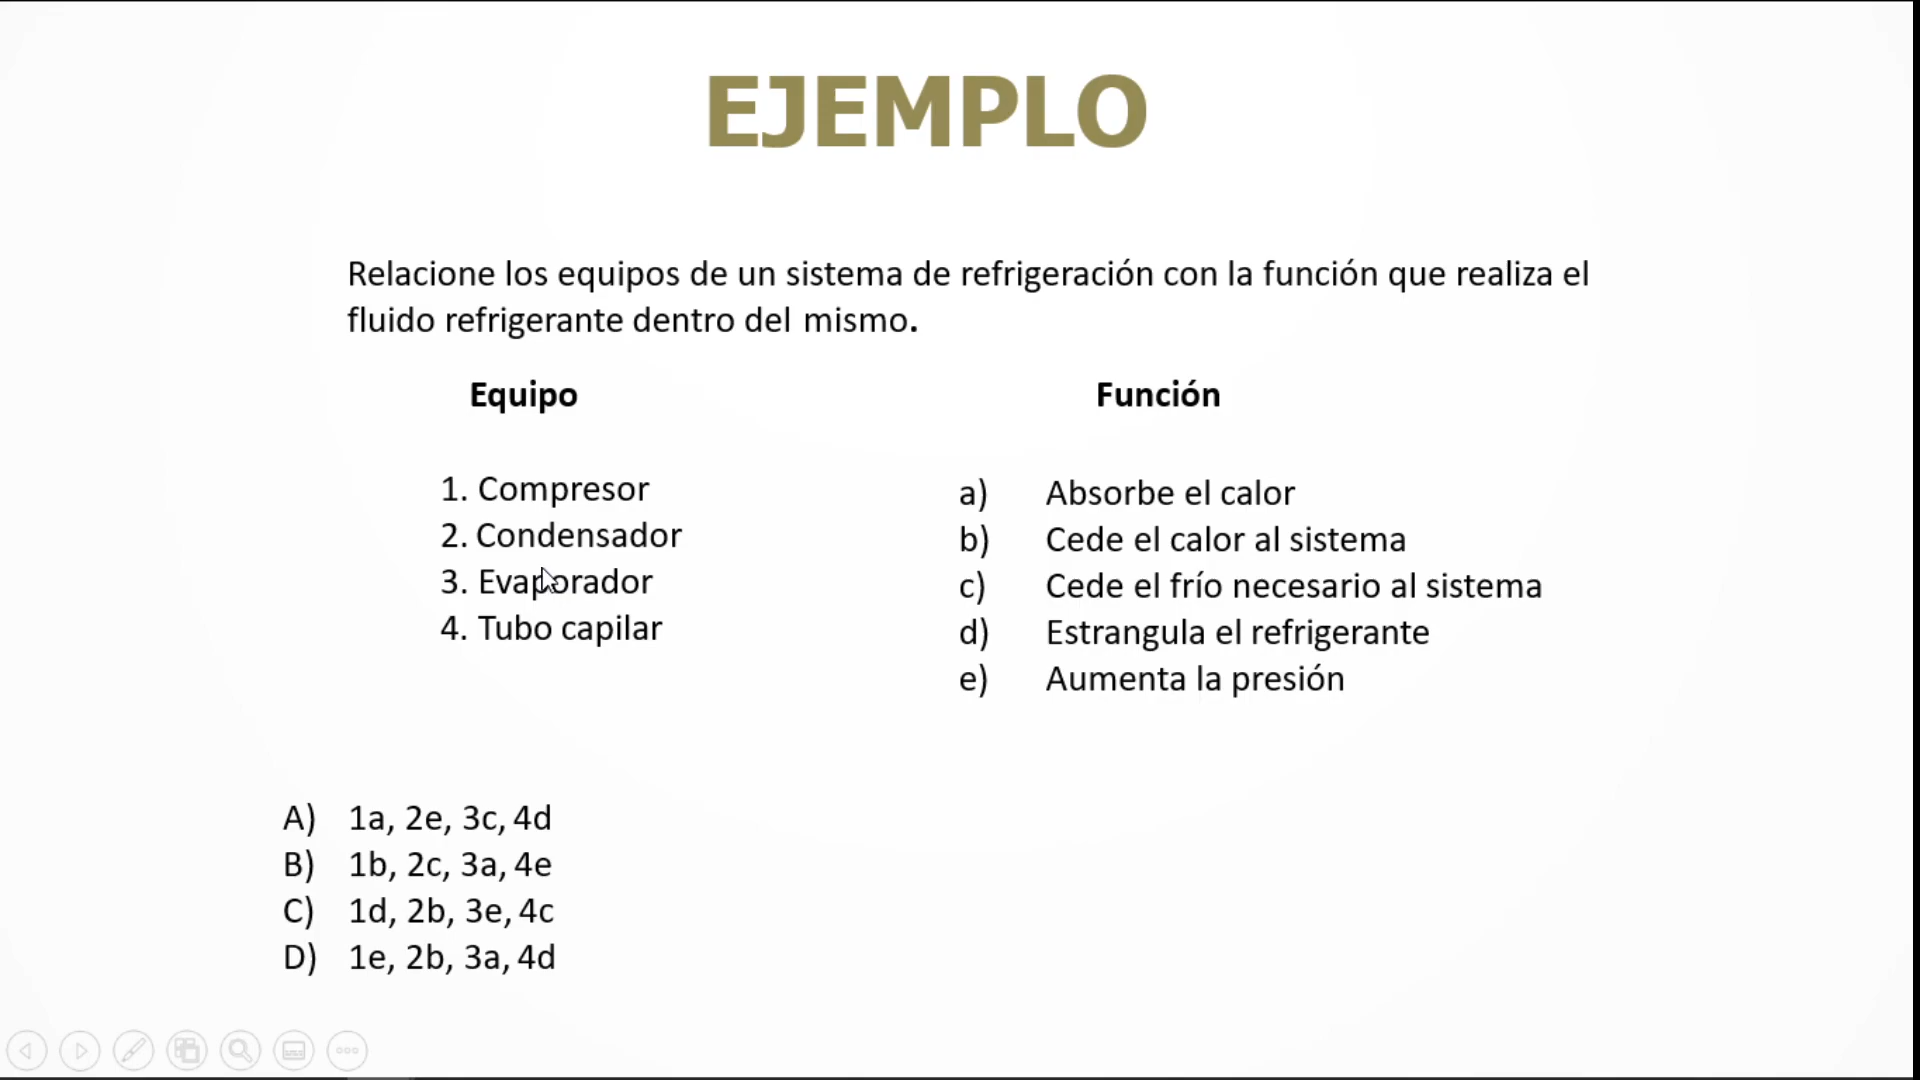 EJEMPLO
Relacione los equipos de un sistema de refrigeración con la función que realiza el
fluido refrigerante dentro del mismo.
Equipo
Función
1. Compresor
2. Condensador
3. Evaporador
4. Tubo capilar
a) Absorbe el calor
b) Cede el calor al sistema
c) Cede el frío necesario al sistema
d) Estrangula el refrigerante
e) Aumenta la presión
A) 1a, 2e, 3c, 4d
B) 1b, 2c, 3a, 4e
C) 1d, 2b, 3e, 4c
D) 1e, 2b, 3a, 4d